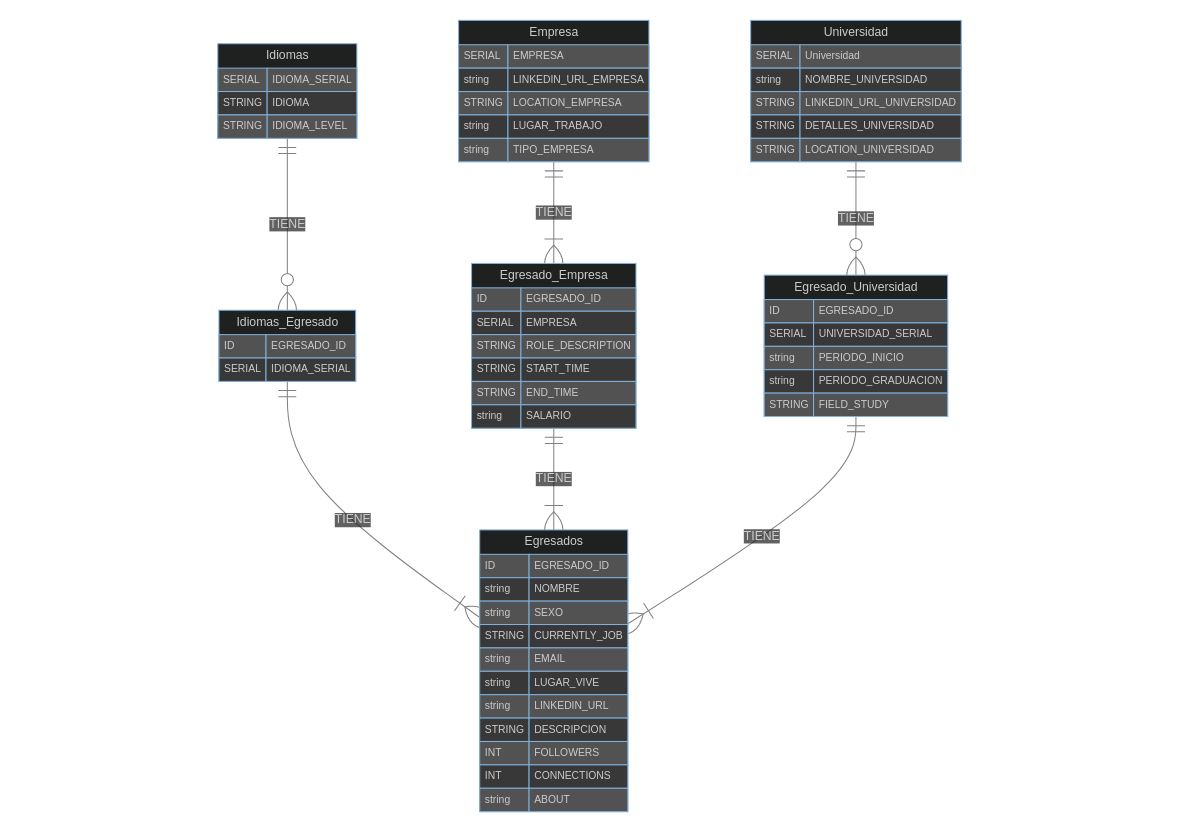 Idiomas
SERIAL IDIOMA_SERIAL
STRING IDIOMA
STRING IDIOMA_LEVEL
Empresa
SERIAL EMPRESA
string LINKEDIN_URL_EMPRESA
STRING LOCATION_EMPRESA
string LUGAR_TRABAJO
string TIPO_EMPRESA
Universidad
SERIAL Universidad
string NOMBRE_UNIVERSIDAD
STRING LINKEDIN_URL_UNIVERSIDAD
STRING DETALLES_UNIVERSIDAD
STRING LOCATION_UNIVERSIDAD
TIENE
TIENE
TIENE
Idiomas_Egresado
ID EGRESADO_ID
SERIAL IDIOMA_SERIAL
Egresado_Empresa
ID EGRESADO_ID
SERIAL EMPRESA
STRING ROLE_DESCRIPTION
STRING START_TIME
STRING END_TIME
string SALARIO
Egresado_Universidad
ID EGRESADO_ID
SERIAL UNIVERSIDAD_SERIAL
string PERIODO_INICIO
string PERIODO_GRADUACION
STRING FIELD_STUDY
TIENE
TIENE
TIENE
Egresados
ID EGRESADO_ID
string NOMBRE
string SEXO
STRING CURRENTLY_JOB
string EMAIL
string LUGAR_VIVE
string LINKEDIN_URL
STRING DESCRIPCION
INT FOLLOWERS
INT CONNECTIONS
string ABOUT